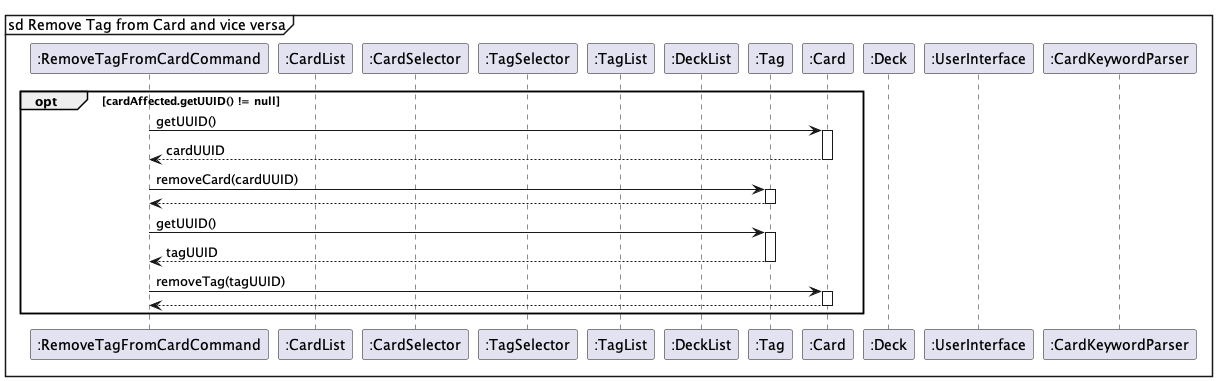 sd Remove Tag from Card and vice versa
:RemoveTagFromCardCommand :CardList :CardSelector :TagSelector :TagList :DeckList :Tag :Card :Deck :UserInterface :CardKeywordParser
opt [cardAffected.getUUID() != null]
getUUID()
cardUUID
removeCard(cardUUID)
getUUID()
tagUUID
removeTag(tagUUID)
:RemoveTagFromCardCommand :CardList :CardSelector :TagSelector :TagList :DeckList :Tag :Card :Deck :UserInterface :CardKeywordParser